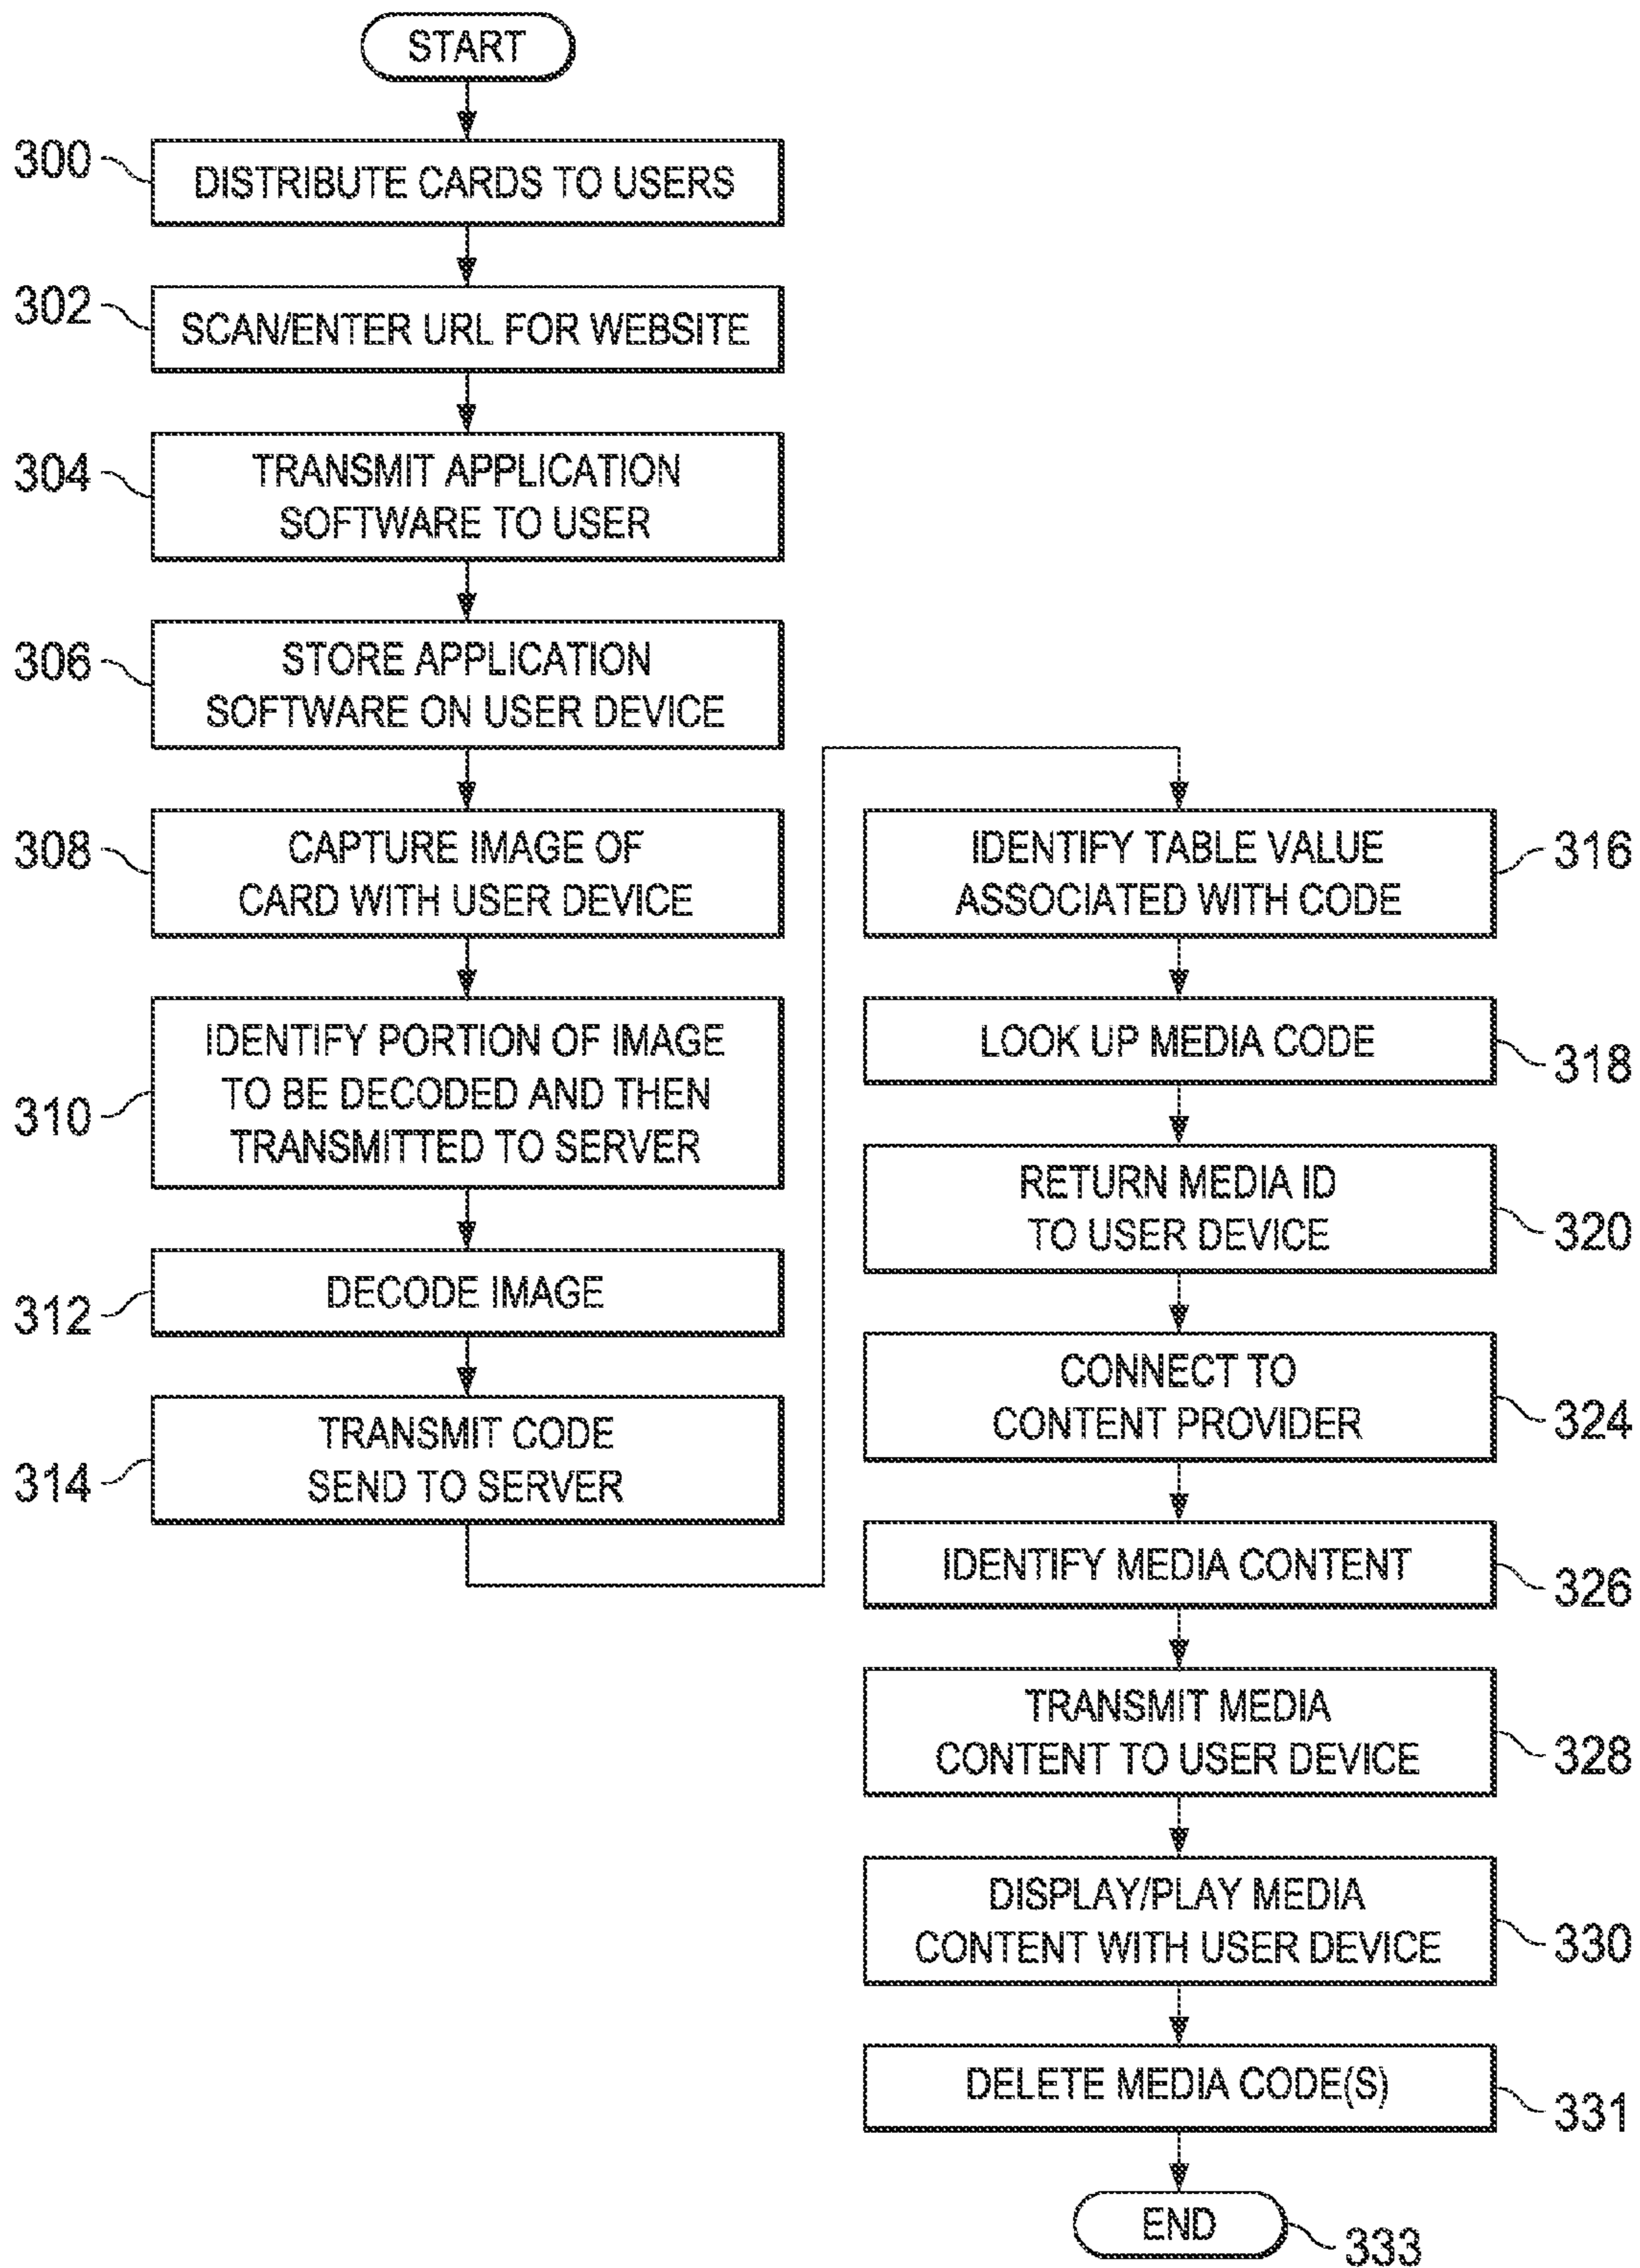 START
300
DISTRIBUTE CARDS TO USERS
302
SCAN/ENTER URL FOR WEBSITE
304
TRANSMIT APPLICATION
SOFTWARE TO USER
306
STORE APPLICATION
SOFTWARE ON USER DEVICE
308
CAPTURE IMAGE OF
CARD WITH USER DEVICE
310
IDENTIFY PORTION OF IMAGE
TO BE DECODED AND THEN
TRANSMITTED TO SERVER
312
DECODE IMAGE
314
TRANSMIT CODE
SEND TO SERVER
IDENTIFY TABLE VALUE
ASSOCIATED WITH CODE
316
LOOK UP MEDIA CODE
318
RETURN MEDIA ID
TO USER DEVICE
320
CONNECT TO
CONTENT PROVIDER
324
IDENTIFY MEDIA CONTENT
326
TRANSMIT MEDIA
CONTENT TO USER DEVICE
328
DISPLAY/PLAY MEDIA
CONTENT WITH USER DEVICE
330
DELETE MEDIA CODE(S)
331
END
333